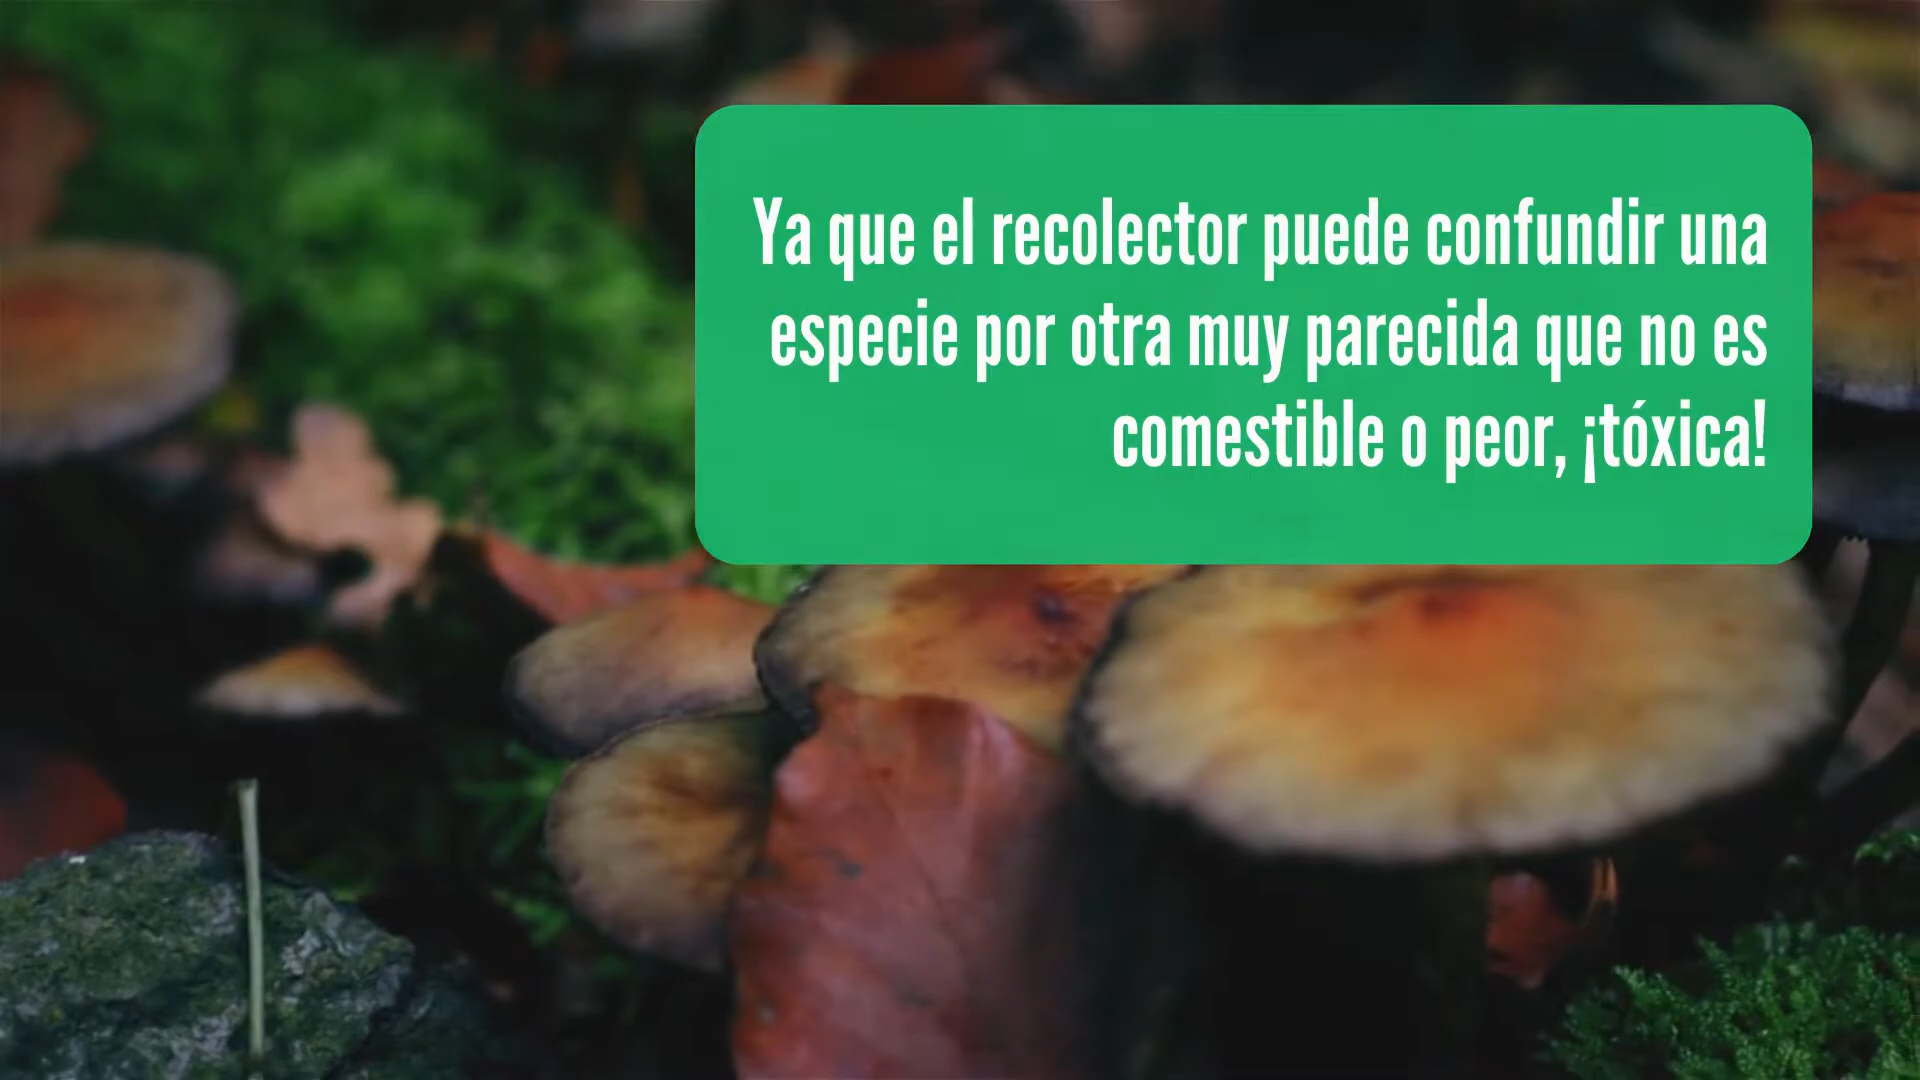 Ya que el recolector puede confundir una
especie por otra muy parecida que no es
comestible o peor, ¡tóxica!